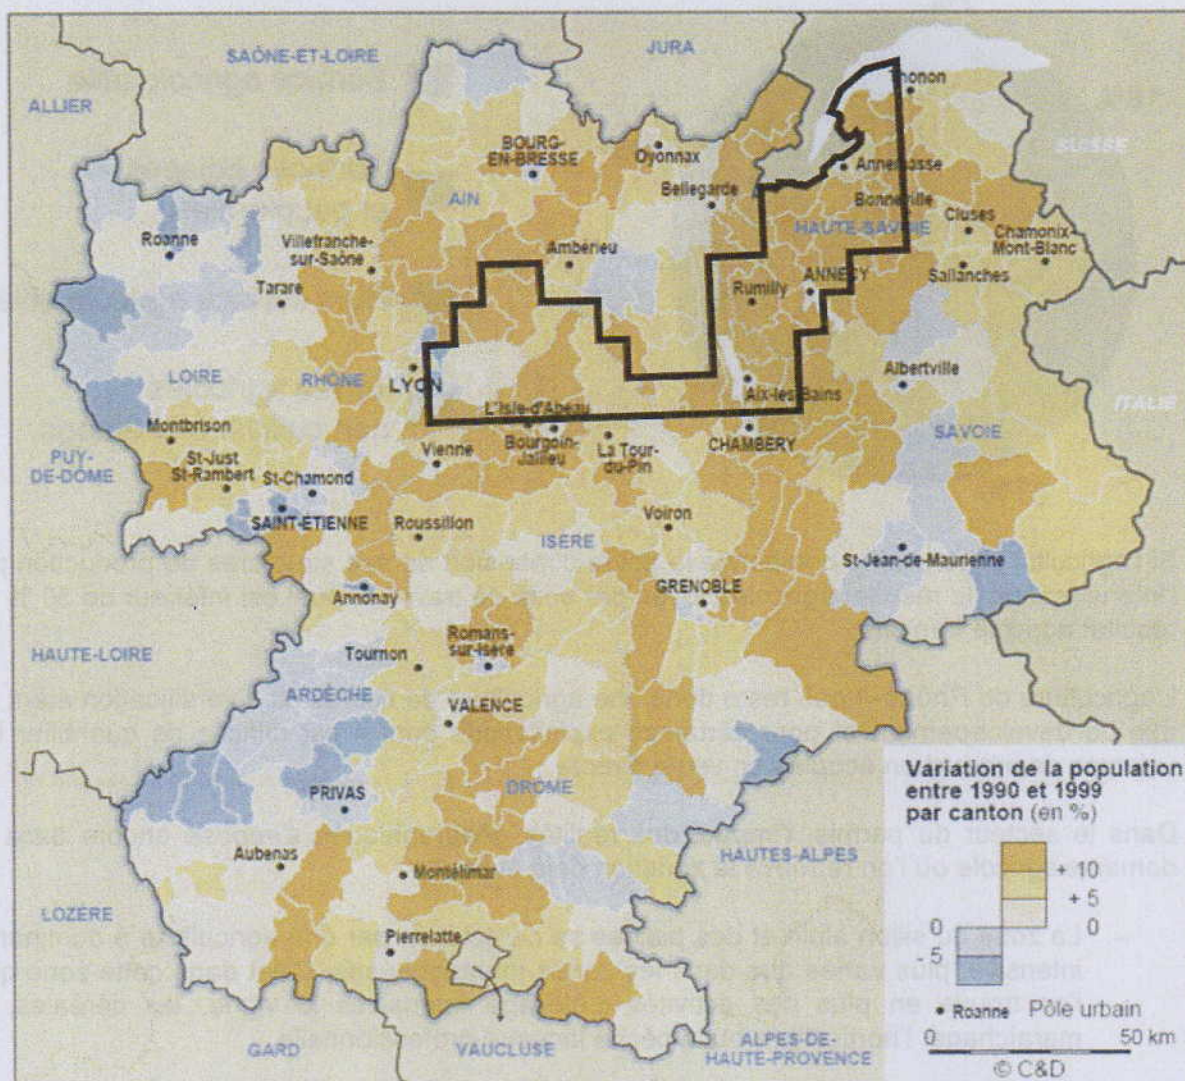 SAÔNE-ET-LOIRE
JURA
ALLIER
Thonon
SUISSE
BOURG-
EN-BRESSE
Oyonnax
Annemasse
Bellegarde
AIN
Bonneville
Cluses
HAUTE-SAVOIE
Chamonix-
Mont-Blanc
Roanne
Villefranche-
sur-Saône
Ambérieu
Sallanches
ANNECY
Tarare
Rumilly
LOIRE
RHÔNE
LYON
Albertville
Aix-les-Bains
ITALIE
L'Isle-d'Abeau
Montbrison
Bourgoin-
Jallieu
La Tour-
du-Pin
CHAMBÉRY
SAVOIE
PUY-
DE-DÔME
St-Just
St-Rambert
Vienne
St-Chamond
SAINT-ÉTIENNE
Roussillon
Voiron
ISÈRE
St-Jean-de-Maurienne
Annonay
GRENOBLE
HAUTE-LOIRE
Romans-
sur-Isère
Tournon
ARDÈCHE
VALENCE
PRIVAS
DRÔME
Variation de la population
entre 1990 et 1999
par canton (en %)
HAUTES-ALPES
Aubenas
Montélimar
+ 10
+ 5
0
0
- 5
LOZÈRE
Pierrelatte
Roanne Pôle urbain
0 50 km
GARD
VAUCLUSE
ALPES-DE-
HAUTE-PROVENCE
© C&D